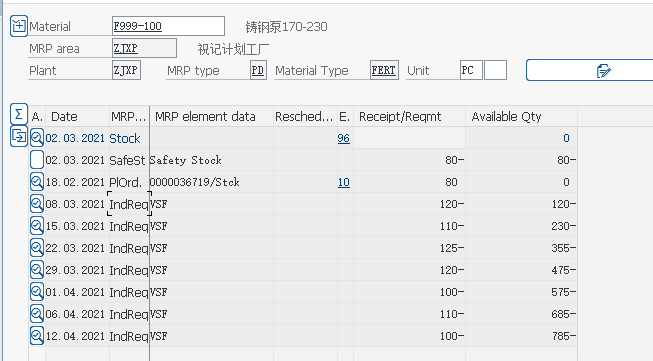 Material F999-100 铸钢泵170-230
MRP area ZJXP 祝记计划工厂
Plant ZJXP MRP type PD Material Type FERT Unit PC
A. Date MRP... MRP element data Resched... E. Receipt/Reqmt Available Qty
02.03.2021 Stock 96 0
02.03.2021 SafeSt Safety Stock 80- 80-
18.02.2021 PlOrd. 0000036719/Stck 10 80 0
08.03.2021 IndReq VSF 120- 120-
15.03.2021 IndReq VSF 110- 230-
22.03.2021 IndReq VSF 125- 355-
29.03.2021 IndReq VSF 120- 475-
01.04.2021 IndReq VSF 100- 575-
06.04.2021 IndReq VSF 110- 685-
12.04.2021 IndReq VSF 100- 785-